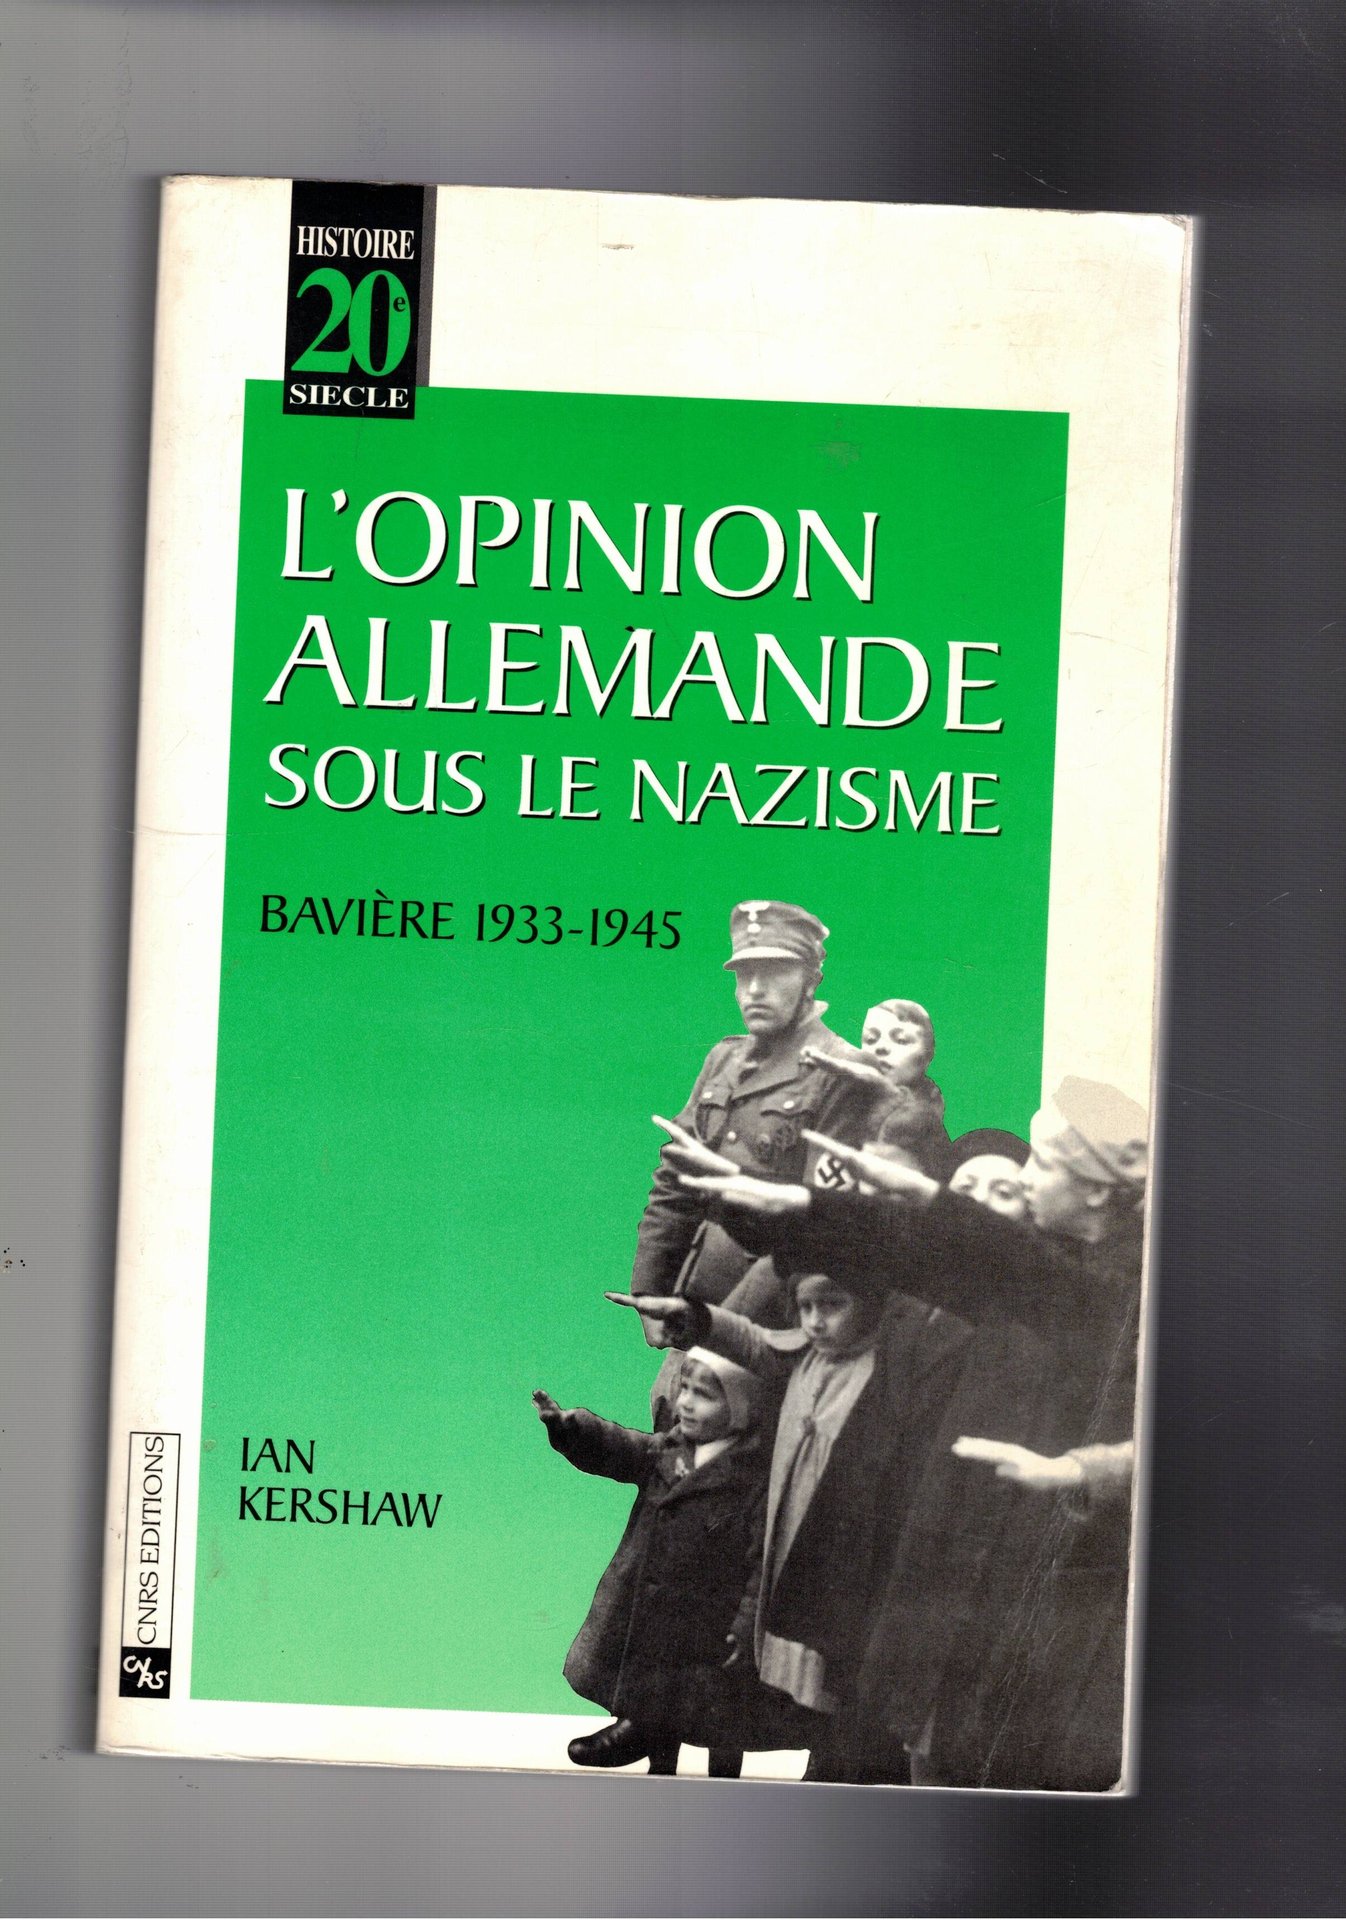 HISTOIRE
20e
SIECLE
L'OPINION
ALLEMANDE
SOUS LE NAZISME
BAVIÈRE 1933-1945
IAN
KERSHAW
CNRS EDITIONS
CNRS